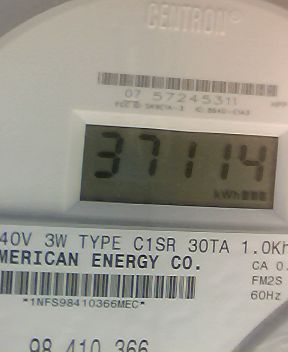 CENTRON®
07 57245311
37114
kWh
40V 3W TYPE C1SR 30TA 1.0Kh
MERICAN ENERGY CO.
CA 0.
FM2S
60Hz
*1NFS98410366MEC*
98 410 366